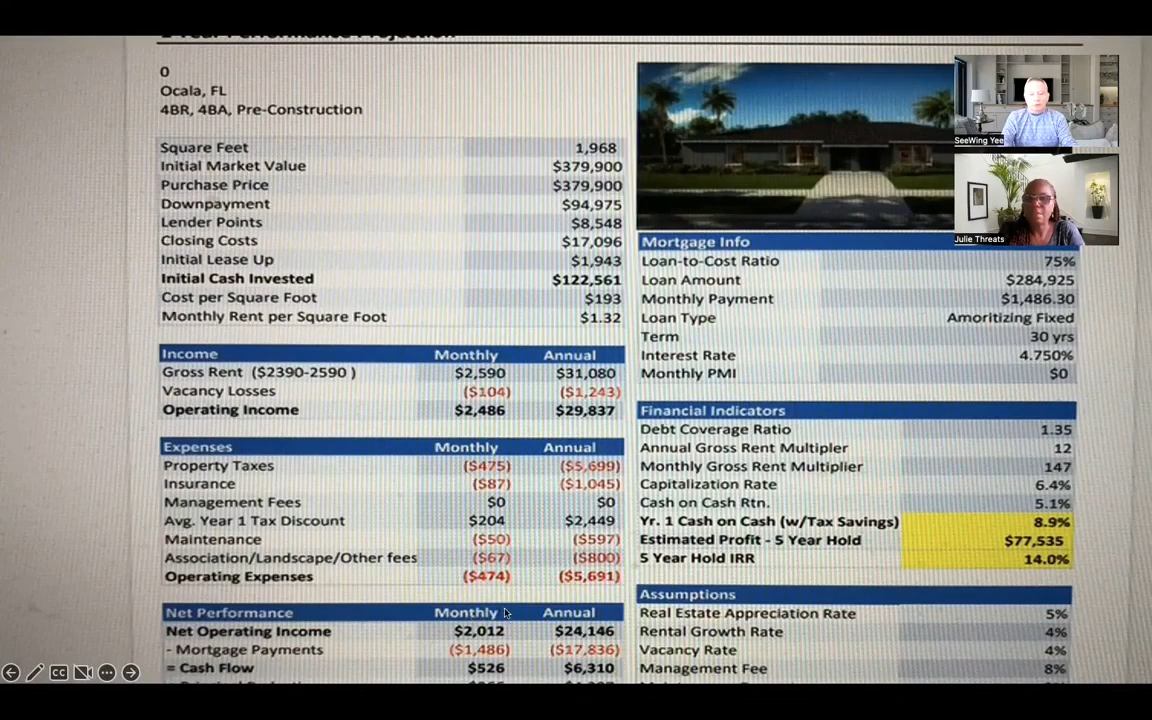 1 Year Performance Projection
0
Ocala, FL
4BR, 4BA, Pre-Construction
Square Feet 1,968
Initial Market Value $379,900
Purchase Price $379,900
Downpayment $94,975
Lender Points $8,548
Closing Costs $17,096
Initial Lease Up $1,943
Initial Cash Invested $122,561
Cost per Square Foot $193
Monthly Rent per Square Foot $1.32
Income Monthly Annual
Gross Rent ($2390-2590 ) $2,590 $31,080
Vacancy Losses ($104) ($1,243)
Operating Income $2,486 $29,837
Expenses Monthly Annual
Property Taxes ($475) ($5,699)
Insurance ($87) ($1,045)
Management Fees $0 $0
Avg. Year 1 Tax Discount $204 $2,449
Maintenance ($50) ($597)
Association/Landscape/Other fees ($67) ($800)
Operating Expenses ($474) ($5,691)
Net Performance Monthly Annual
Net Operating Income $2,012 $24,146
- Mortgage Payments ($1,486) ($17,836)
= Cash Flow $526 $6,310
SeeWing Yee
Julie Threats
Mortgage Info
Loan-to-Cost Ratio 75%
Loan Amount $284,925
Monthly Payment $1,486.30
Loan Type Amoritizing Fixed
Term 30 yrs
Interest Rate 4.750%
Monthly PMI $0
Financial Indicators
Debt Coverage Ratio 1.35
Annual Gross Rent Multipler 12
Monthly Gross Rent Multiplier 147
Capitalization Rate 6.4%
Cash on Cash Rtn. 5.1%
Yr. 1 Cash on Cash (w/Tax Savings) 8.9%
Estimated Profit - 5 Year Hold $77,535
5 Year Hold IRR 14.0%
Assumptions
Real Estate Appreciation Rate 5%
Rental Growth Rate 4%
Vacancy Rate 4%
Management Fee 8%
CC